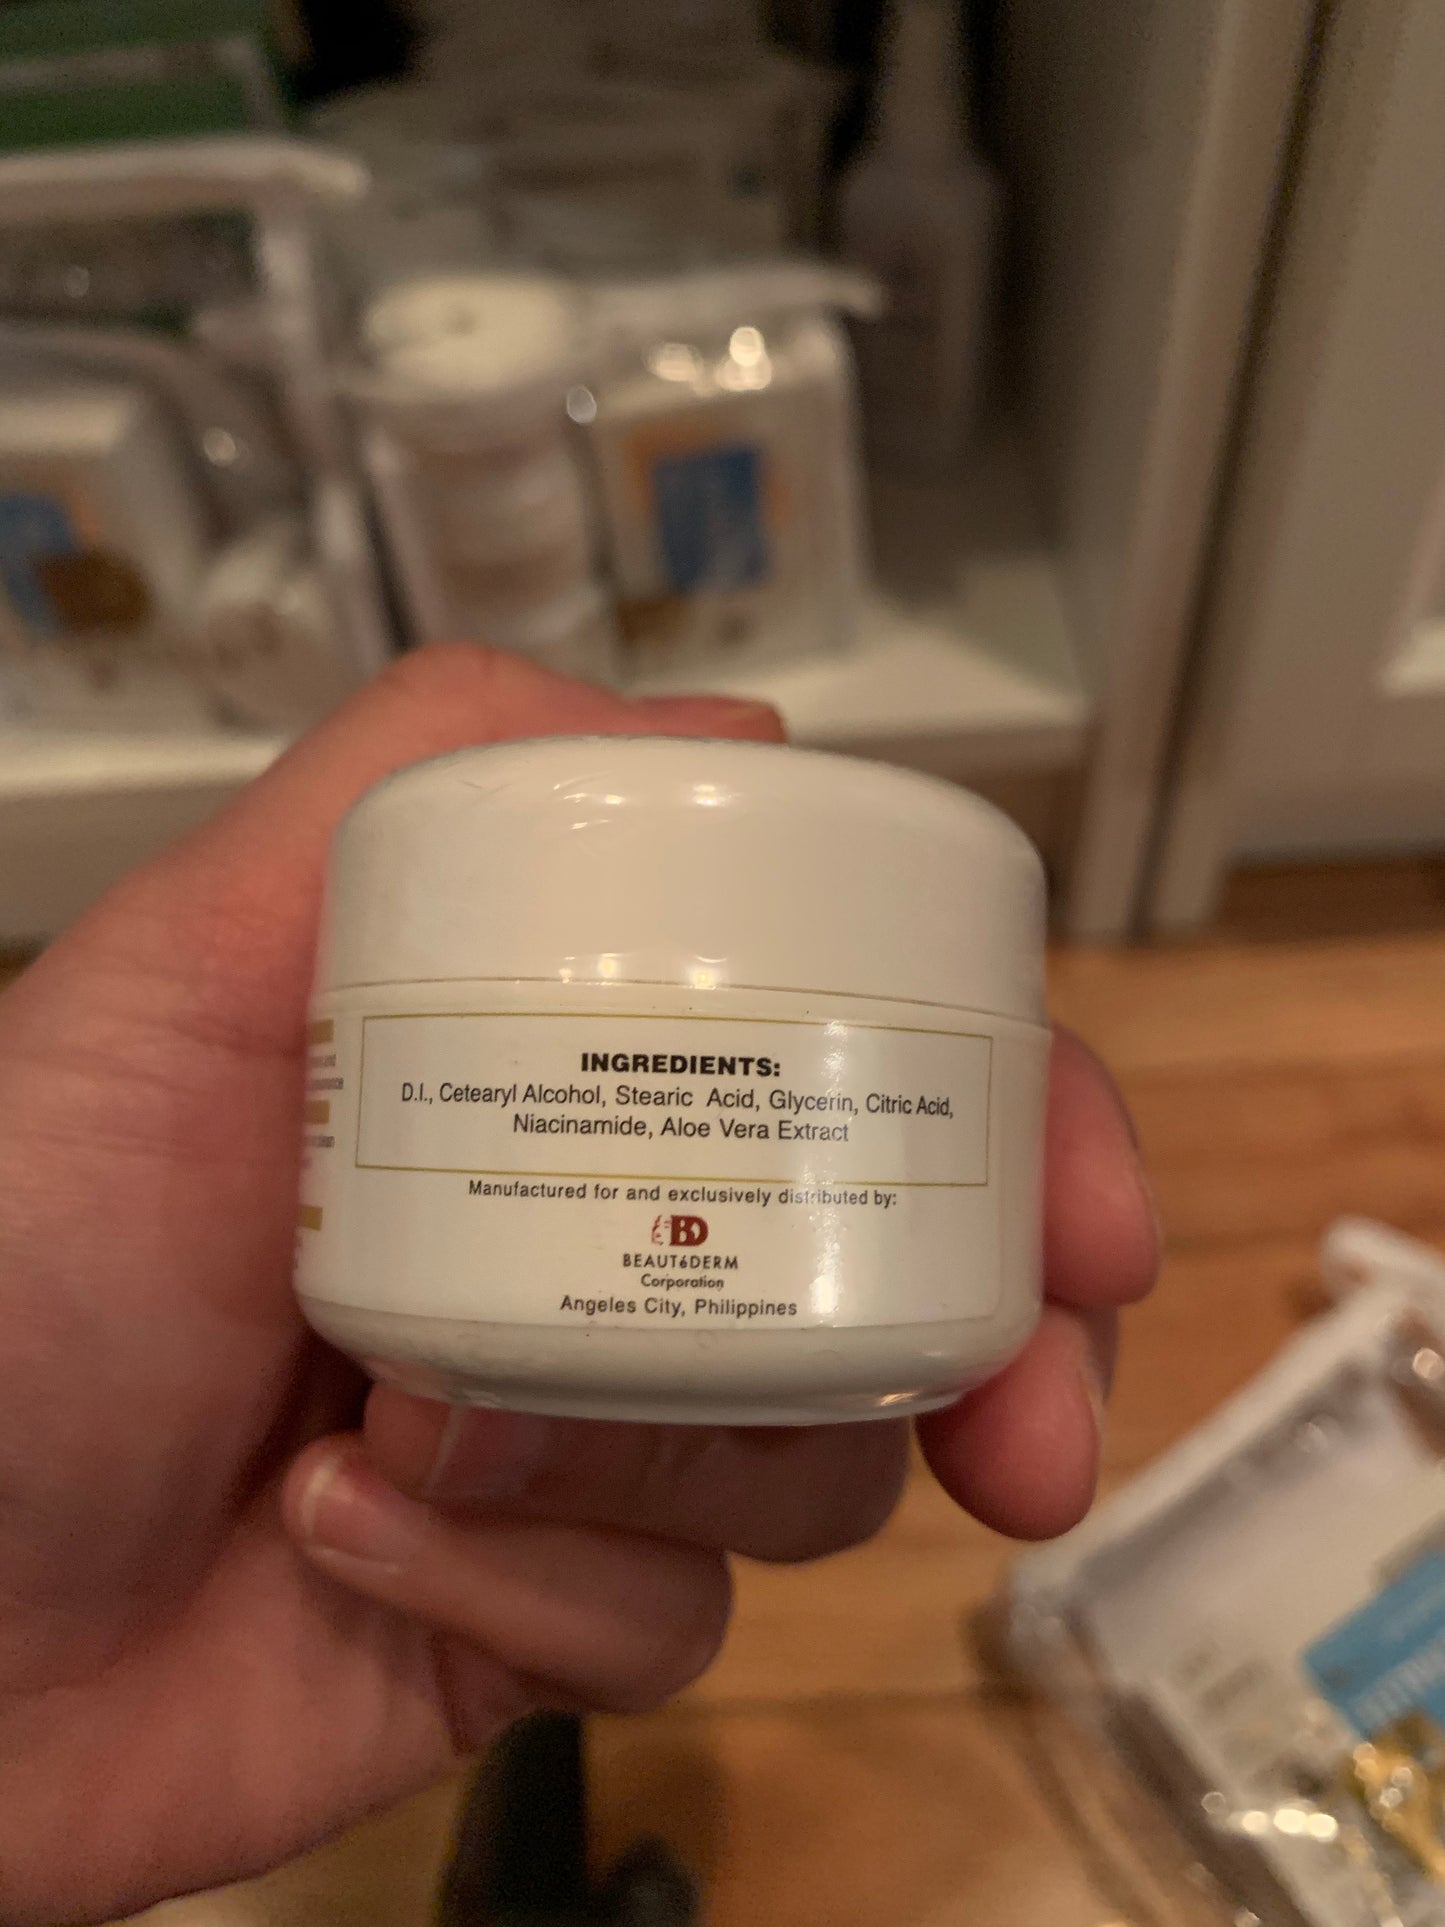 INGREDIENTS:
D.I., Cetearyl Alcohol, Stearic Acid, Glycerin, Citric Acid,
Niacinamide, Aloe Vera Extract
Manufactured for and exclusively distributed by:
BD
BEAUTéDERM
Corporation
Angeles City, Philippines